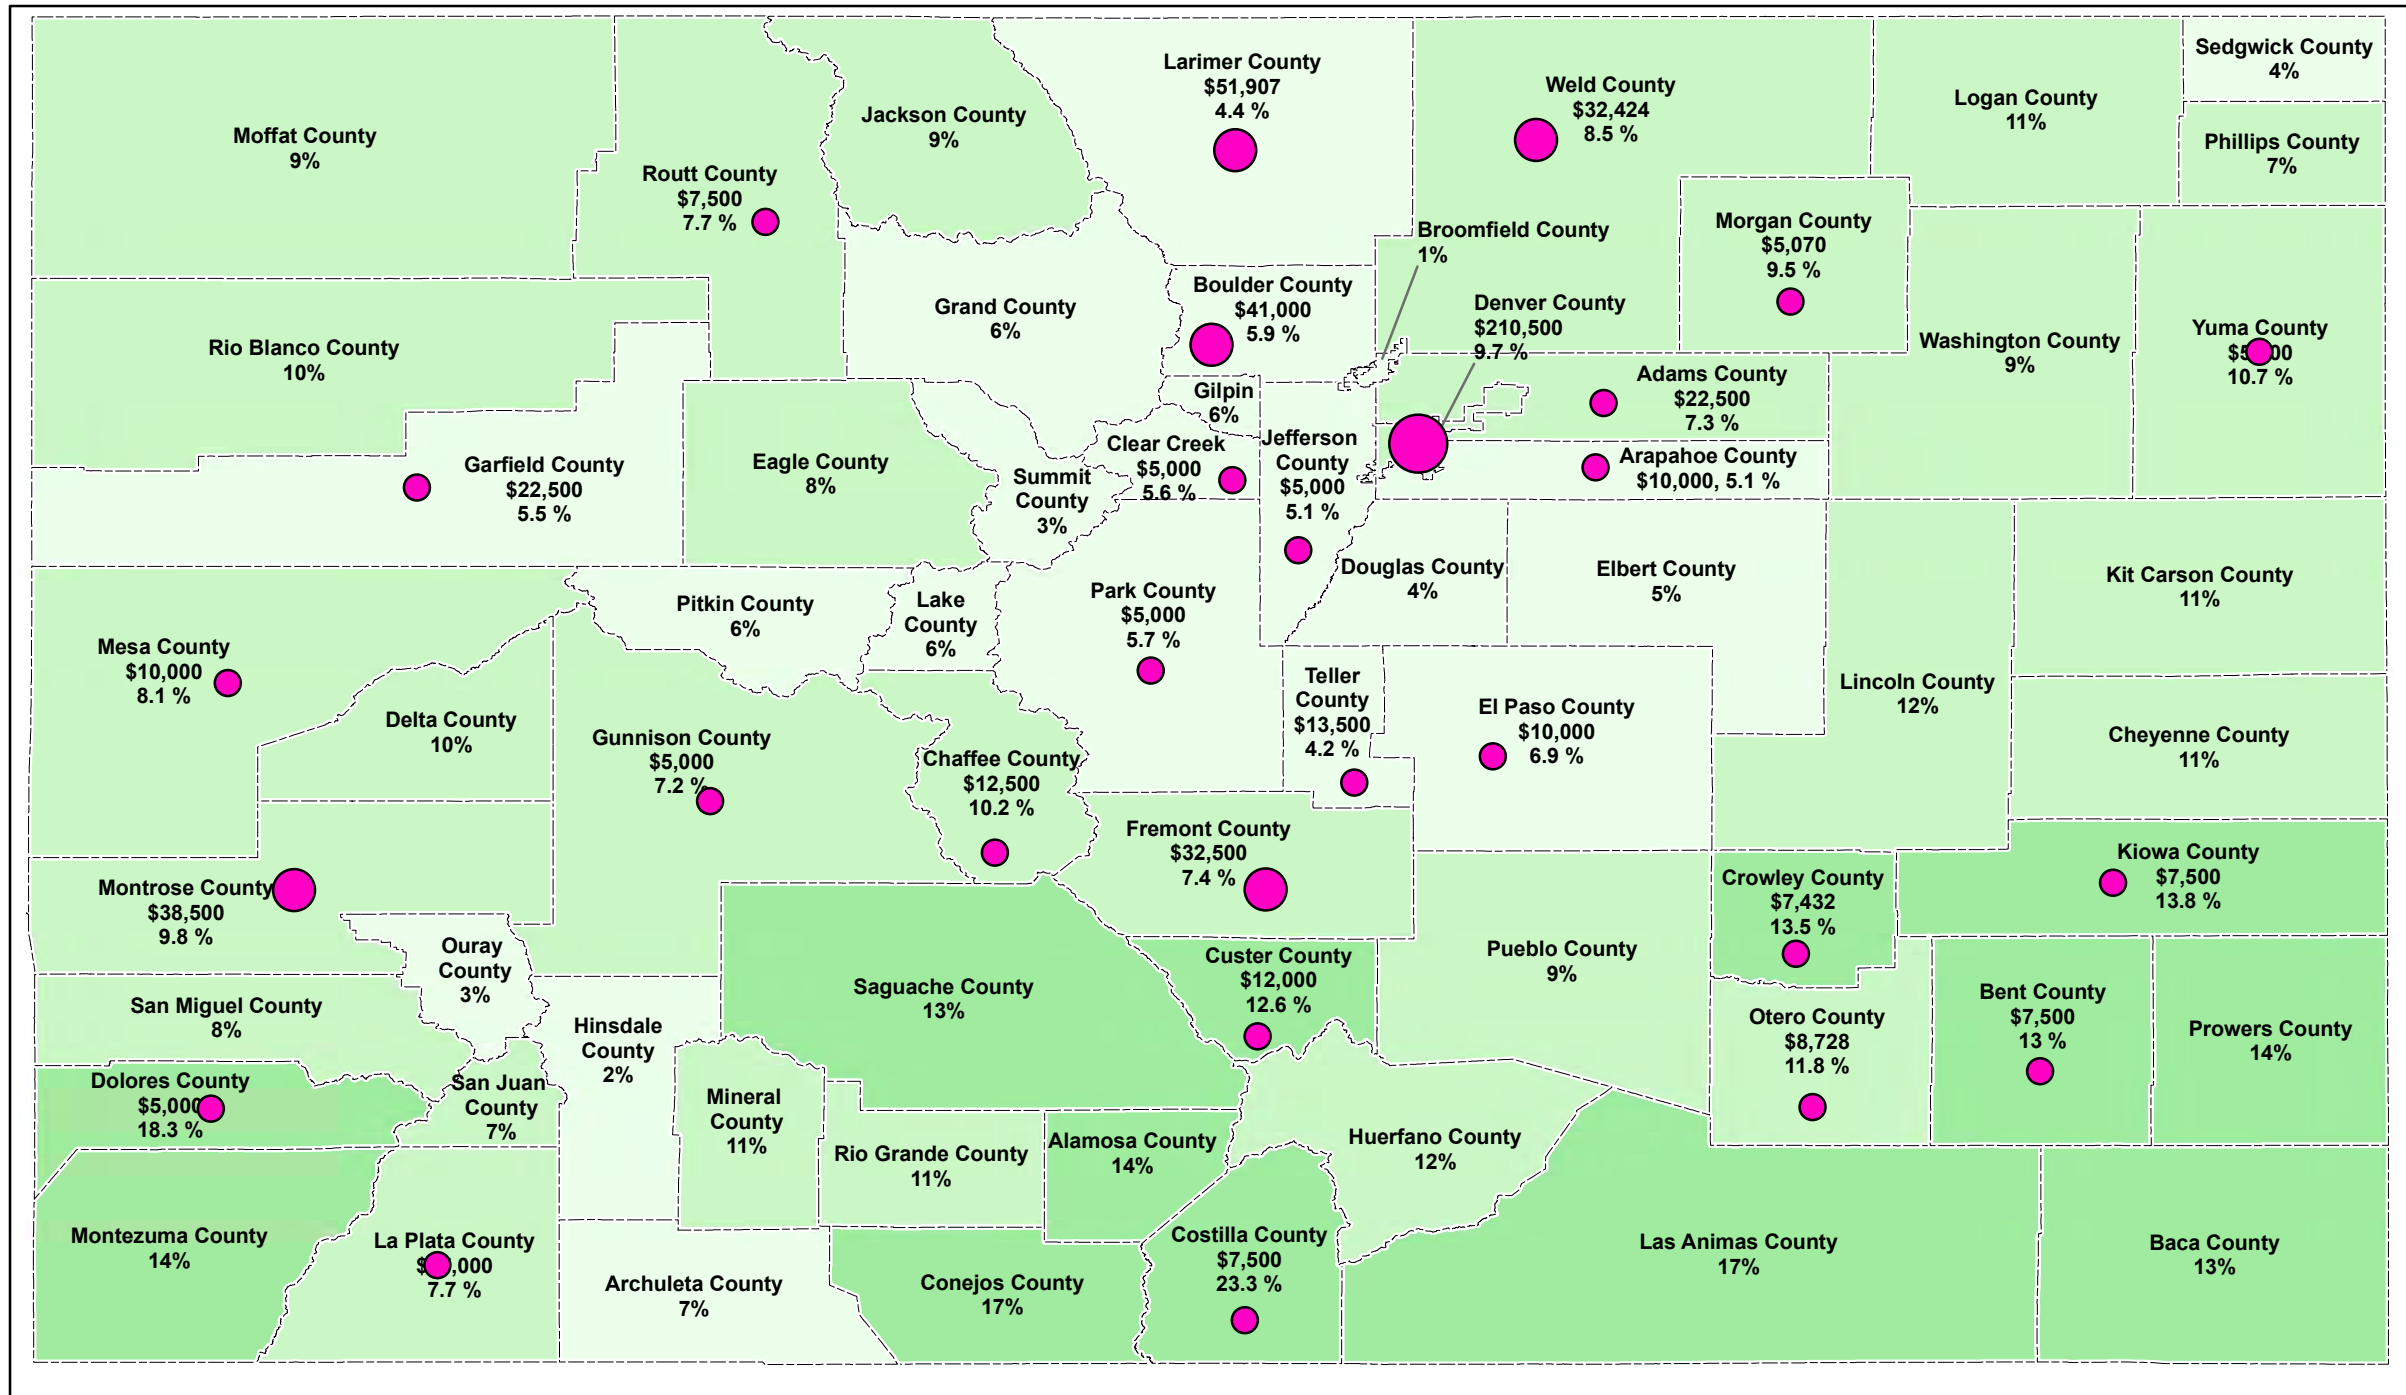 Moffat County
9%
Routt County
$7,500
7.7 %
Jackson County
9%
Larimer County
$51,907
4.4 %
Weld County
$32,424
8.5 %
Logan County
11%
Sedgwick County
4%
Phillips County
7%
Morgan County
$5,070
9.5 %
Broomfield County
1%
Rio Blanco County
10%
Grand County
6%
Boulder County
$41,000
5.9 %
Denver County
$210,500
9.7 %
Washington County
9%
Yuma County
10.7 %
Gilpin
6%
Adams County
$22,500
7.3 %
Garfield County
$22,500
5.5 %
Eagle County
8%
Summit
County
3%
Clear Creek
$5,000
5.6 %
Jefferson
County
$5,000
5.1 %
Arapahoe County
$10,000, 5.1 %
Douglas County
4%
Elbert County
5%
Kit Carson County
11%
Mesa County
$10,000
8.1 %
Pitkin County
6%
Lake
County
6%
Park County
$5,000
5.7 %
Teller
County
$13,500
4.2 %
El Paso County
$10,000
6.9 %
Lincoln County
12%
Cheyenne County
11%
Delta County
10%
Gunnison County
$5,000
7.2 %
Chaffee County
$12,500
10.2 %
Fremont County
$32,500
7.4 %
Kiowa County
$7,500
13.8 %
Crowley County
$7,432
13.5 %
Montrose County
$38,500
9.8 %
Ouray
County
3%
Saguache County
13%
Custer County
$12,000
12.6 %
Pueblo County
9%
Otero County
$8,728
11.8 %
Bent County
$7,500
13 %
Prowers County
14%
San Miguel County
8%
Hinsdale
County
2%
Dolores County
$5,000
18.3 %
San Juan
County
7%
Mineral
County
11%
Rio Grande County
11%
Alamosa County
14%
Huerfano County
12%
Montezuma County
14%
La Plata County
7.7 %
Archuleta County
7%
Conejos County
17%
Costilla County
$7,500
23.3 %
Las Animas County
17%
Baca County
13%